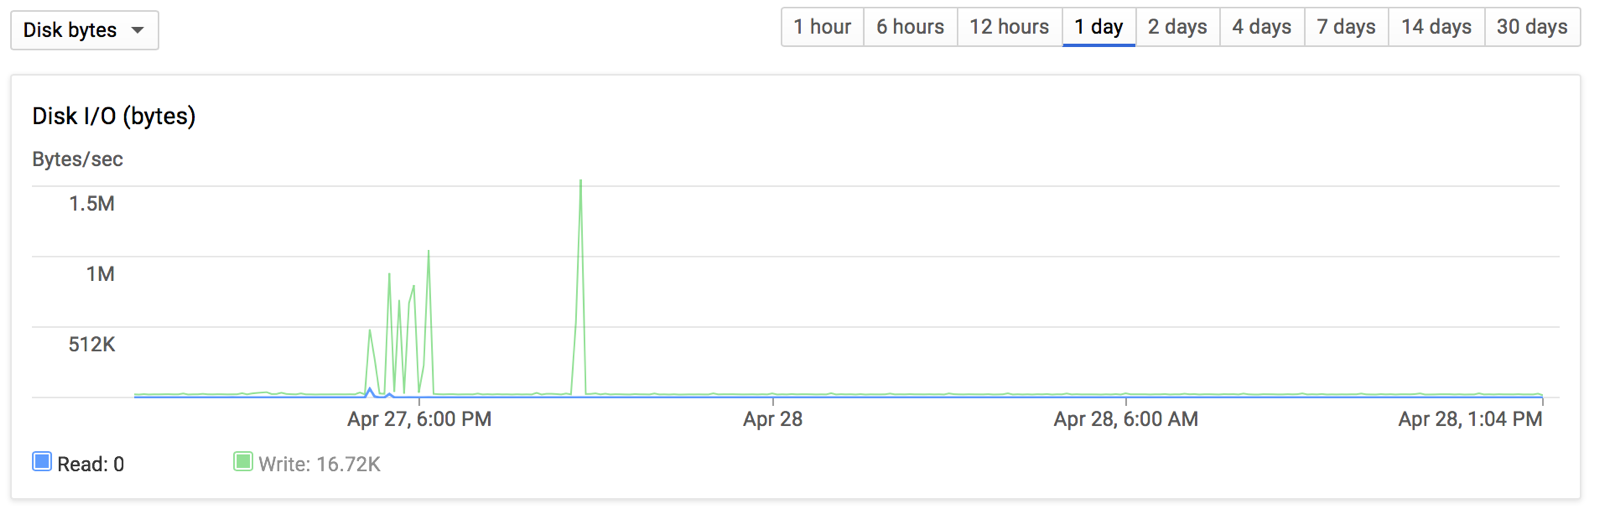 Disk bytes
1 hour 6 hours 12 hours 1 day 2 days 4 days 7 days 14 days 30 days
Disk I/O (bytes)
Bytes/sec
1.5M
1M
512K
Apr 27, 6:00 PM Apr 28 Apr 28, 6:00 AM Apr 28, 1:04 PM
Read: 0 Write: 16.72K